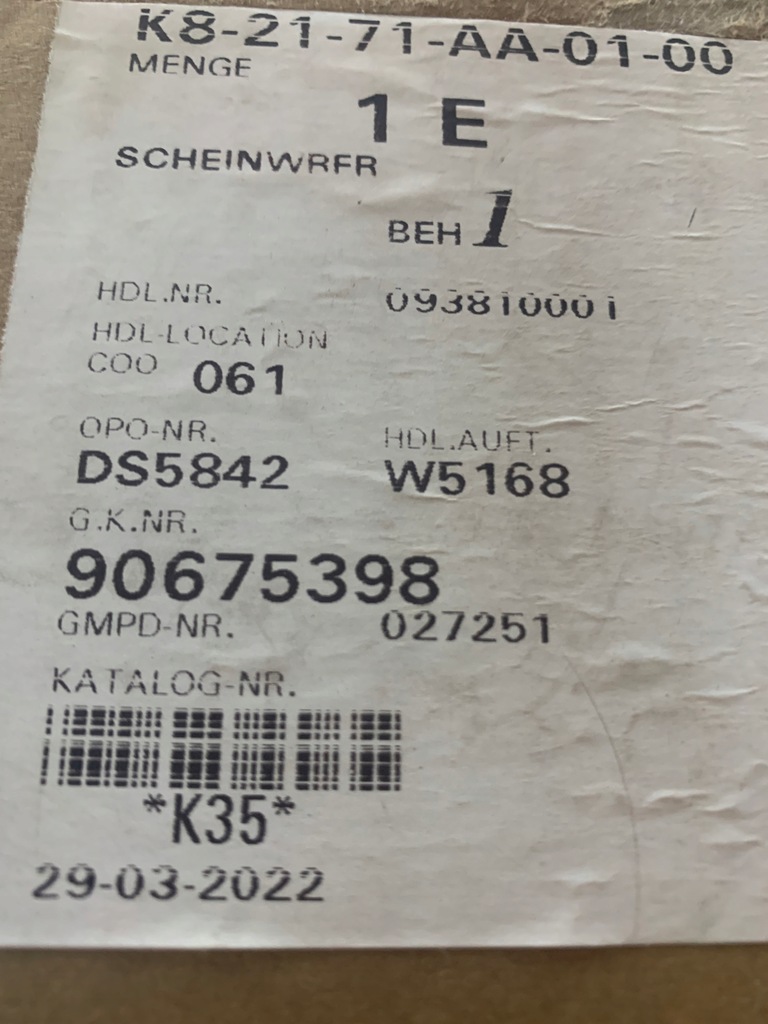 K8-21-71-AA-01-00
MENGE
1 E
SCHEINWRFR
BEH 1
HDL.NR. 093810001
HDL-LOCATION
COO 061
OPO-NR. HDL.AUFT.
DS5842 W5168
G.K.NR.
90675398
GMPD-NR. 027251
KATALOG-NR.
*K35*
29-03-2022